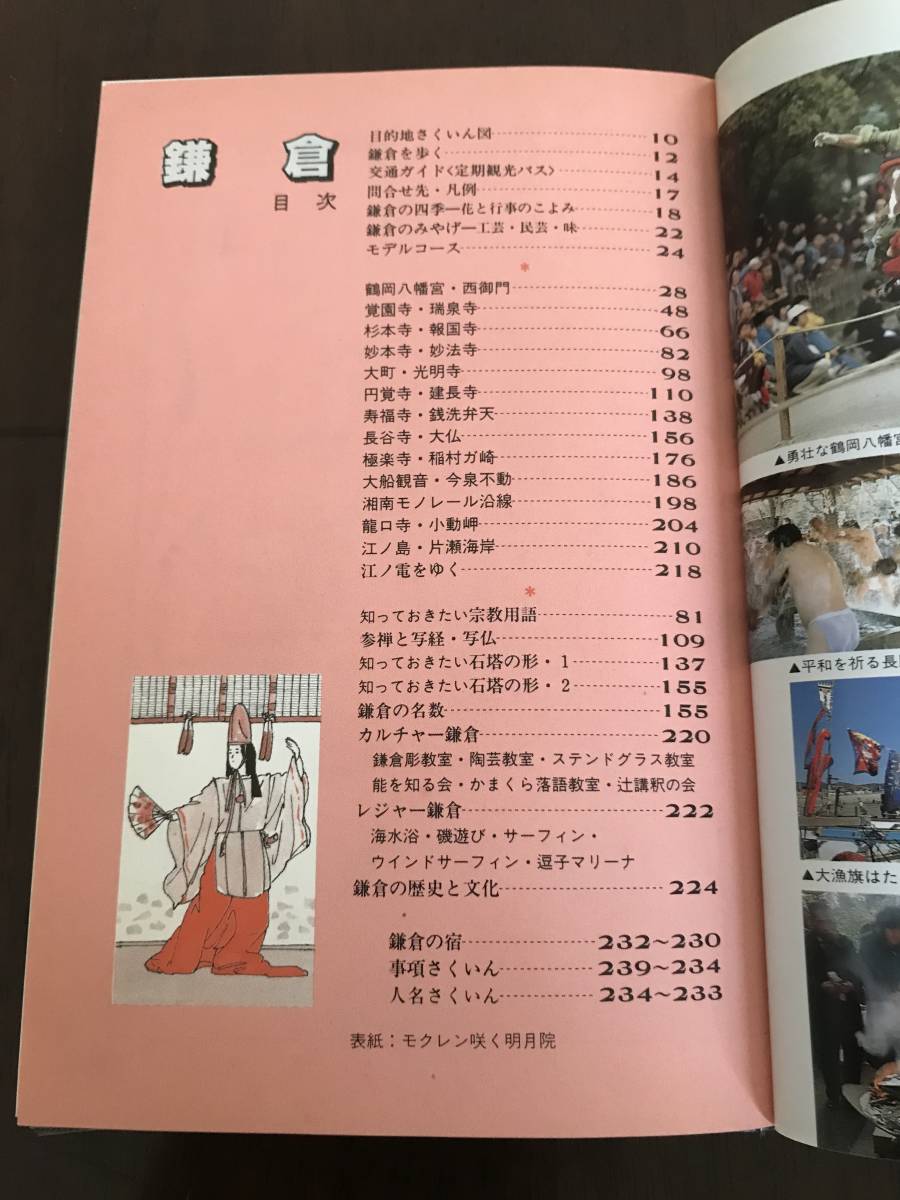 鎌倉
目次
目的地さくいん図 10
鎌倉を歩く 12
交通ガイド〈定期観光バス〉 14
問合せ先・凡例 17
鎌倉の四季―花と行事のこよみ 18
鎌倉のみやげ―工芸・民芸・味 22
モデルコース 24
*
鶴岡八幡宮・西御門 28
覚園寺・瑞泉寺 48
杉本寺・報国寺 66
妙本寺・妙法寺 82
大町・光明寺 98
円覚寺・建長寺 110
寿福寺・銭洗弁天 138
長谷寺・大仏 156
極楽寺・稲村ガ崎 176
大船観音・今泉不動 186
湘南モノレール沿線 198
龍口寺・小動岬 204
江ノ島・片瀬海岸 210
江ノ電をゆく 218
*
知っておきたい宗教用語 81
参禅と写経・写仏 109
知っておきたい石塔の形・1 137
知っておきたい石塔の形・2 155
鎌倉の名数 155
カルチャー鎌倉 220
鎌倉彫教室・陶芸教室・ステンドグラス教室
能を知る会・かまくら落語教室・辻講釈の会
レジャー鎌倉 222
海水浴・磯遊び・サーフィン・
ウインドサーフィン・逗子マリーナ
鎌倉の歴史と文化 224
鎌倉の宿 232〜230
事項さくいん 239〜234
人名さくいん 234〜233
表紙：モクレン咲く明月院
▲勇壮な鶴岡八幡宮
▲平和を祈る長
▲大漁旗はた